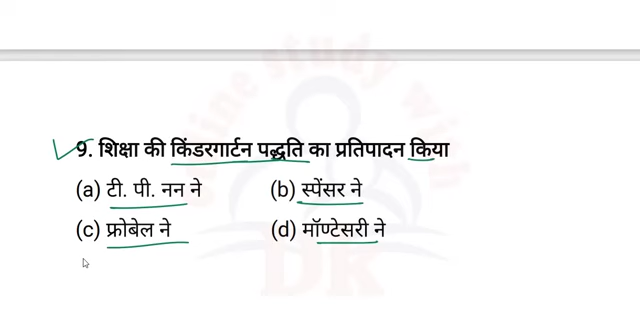 9. शिक्षा की किंडरगार्टन पद्धति का प्रतिपादन किया
(a) टी. पी. नन ने (b) स्पेंसर ने
(c) फ्रोबेल ने (d) मॉण्टेसरी ने